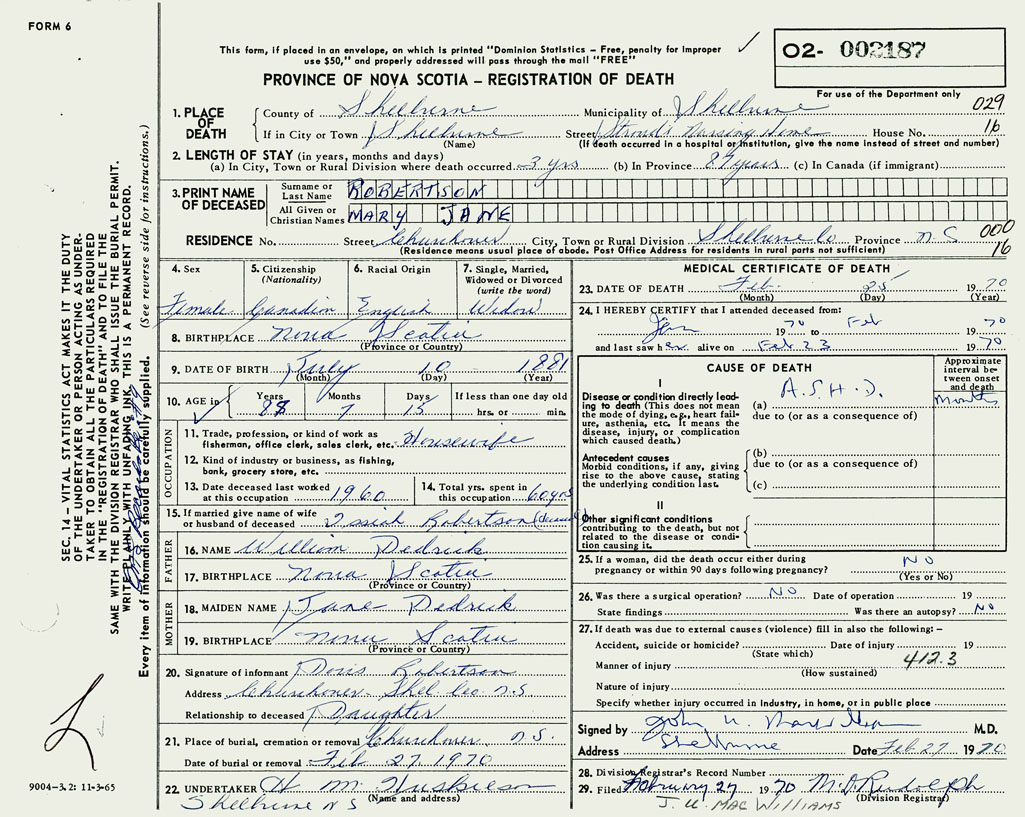 FORM 6
This form, if placed in an envelope, on which is printed "Dominion Statistics – Free, penalty for improper
use $50," and properly addressed will pass through the mail "FREE"
PROVINCE OF NOVA SCOTIA – REGISTRATION OF DEATH
02- 002187
For use of the Department only
029
16
1. PLACE OF DEATH
County of Shelburne Municipality of Shelburne
If in City or Town Shelburne Street Nursing Home House No.
(Name) (If death occurred in a hospital or institution, give the name instead of street and number)
2. LENGTH OF STAY (in years, months and days)
(a) In City, Town or Rural Division where death occurred 3 yrs (b) In Province 89 years (c) In Canada (if immigrant)
3. PRINT NAME OF DECEASED
Surname or Last Name ROBERTSON
All Given or Christian Names MARY JANE
RESIDENCE No. Street Churchover City, Town or Rural Division Shelburne Co Province N.S
000
16
(Residence means usual place of abode. Post Office Address for residents in rural parts not sufficient)
4. Sex 5. Citizenship (Nationality) 6. Racial Origin 7. Single, Married, Widowed or Divorced (write the word)
Female Canadin English Widow
8. BIRTHPLACE Nova Scotia
(Province or Country)
9. DATE OF BIRTH July 10 1881
(Month) (Day) (Year)
10. AGE in Years 88 Months 7 Days 15 If less than one day old hrs. or min.
OCCUPATION
11. Trade, profession, or kind of work as fisherman, office clerk, sales clerk, etc. Housewife
12. Kind of industry or business, as fishing, bank, grocery store, etc.
13. Date deceased last worked at this occupation 1960
14. Total yrs. spent in this occupation 60 yrs
15. If married give name of wife or husband of deceased Issiah Robertson
FATHER
16. NAME William Dedrick
17. BIRTHPLACE Nova Scotia
(Province or Country)
MOTHER
18. MAIDEN NAME Jane Dedrick
19. BIRTHPLACE Nova Scotia
(Province or Country)
20. Signature of informant Doris Robertson
Address Churchover Shel Co. N.S
Relationship to deceased Daughter
21. Place of burial, cremation or removal Churchover N.S.
Date of burial or removal Feb 27 1970
22. UNDERTAKER H M Huskilson
(Name and address)
Shelburne N S
MEDICAL CERTIFICATE OF DEATH
23. DATE OF DEATH Feb. 25 1970
(Month) (Day) (Year)
24. I HEREBY CERTIFY that I attended deceased from:
Jan 1970 to Feb 70
and last saw her alive on Feb 23 1970
CAUSE OF DEATH
Approximate interval between onset and death
I
Disease or condition directly leading to death (This does not mean the mode of dying, e.g., heart failure, asthenia, etc. It means the disease, injury, or complication which caused death.)
(a) A.S.H.D. Months
due to (or as a consequence of)
Antecedent causes
Morbid conditions, if any, giving rise to the above cause, stating the underlying condition last.
(b)
due to (or as a consequence of)
(c)
II
Other significant conditions contributing to the death, but not related to the disease or condition causing it.
25. If a woman, did the death occur either during pregnancy or within 90 days following pregnancy? NO
(Yes or No)
26. Was there a surgical operation? NO Date of operation 19
State findings Was there an autopsy? NO
27. If death was due to external causes (violence) fill in also the following: –
Accident, suicide or homicide? Date of injury 19
(State which)
Manner of injury 412.3
(How sustained)
Nature of injury
Specify whether injury occurred in Industry, in home, or in public place
Signed by John U. M.D.
Address Shelburne Date Feb. 27 1970
28. Division Registrar's Record Number
29. Filed February 27 1970 M.D. Rudolph
(Division Registrar)
J. U. MACWILLIAMS
SEC. 14 – VITAL STATISTICS ACT MAKES IT THE DUTY
OF THE UNDERTAKER OR PERSON ACTING AS UNDER-
TAKER TO OBTAIN ALL THE PARTICULARS REQUIRED
IN THE "REGISTRATION OF DEATH" AND TO FILE THE
SAME WITH THE DIVISION REGISTRAR WHO SHALL ISSUE THE BURIAL PERMIT.
WRITE PLAINLY WITH UNFADING INK. THIS IS A PERMANENT RECORD.
Every item of information should be carefully supplied. (See reverse side for instructions.)
9004–3.2: 11-3-65